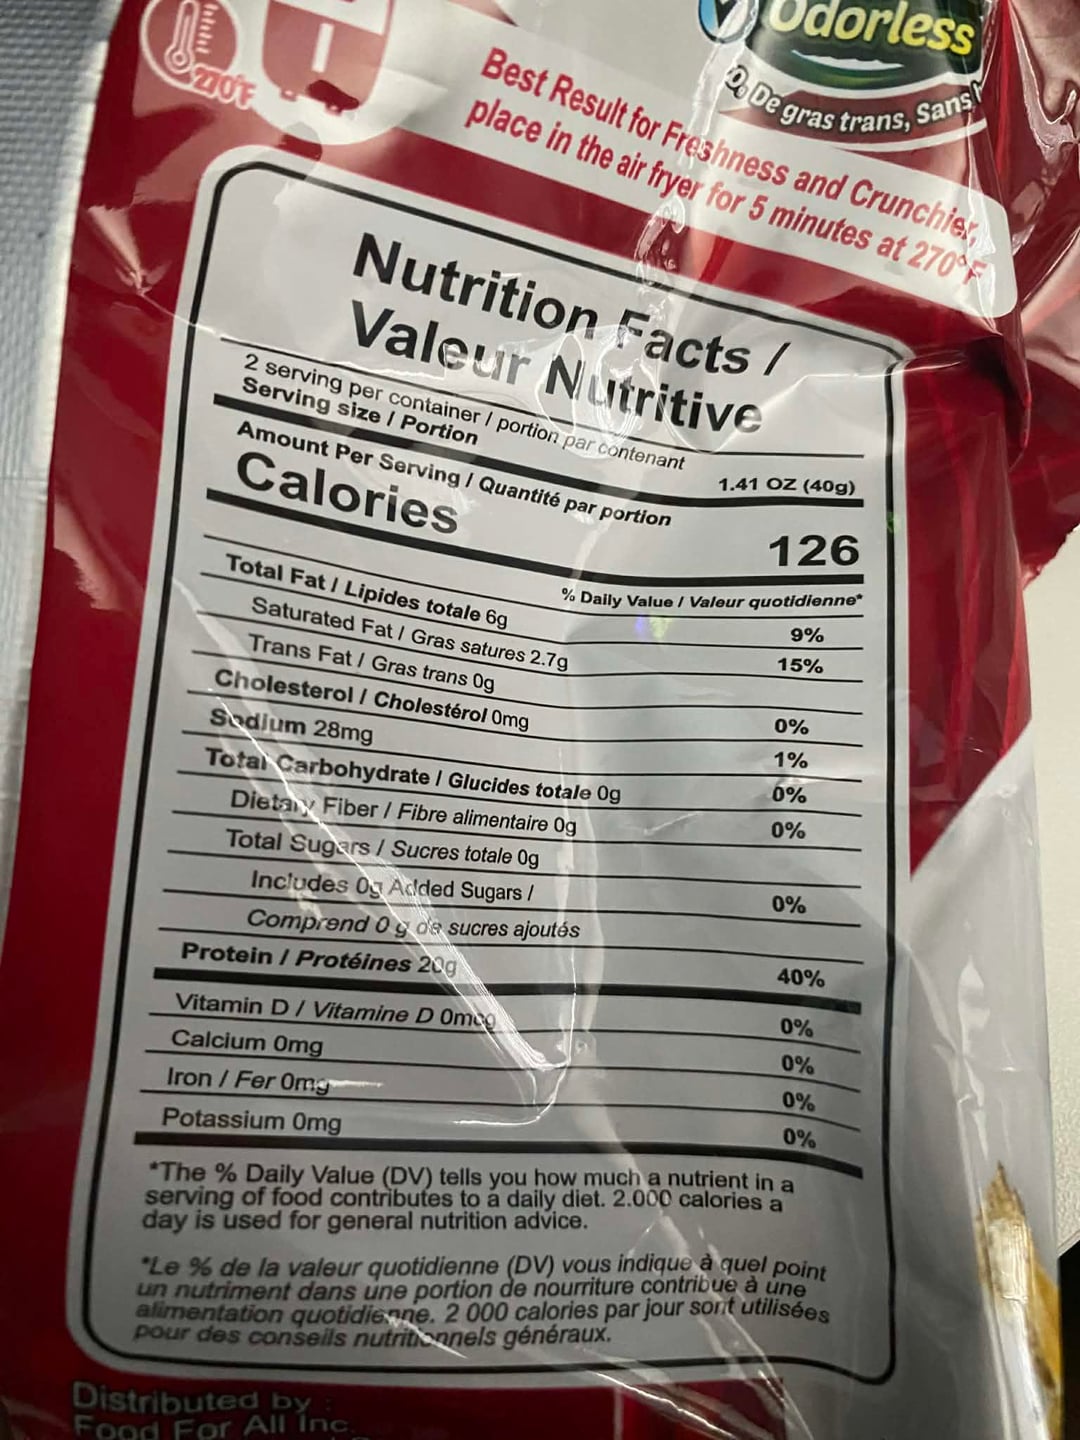 Odorless
De gras trans, Sans
270°F
Best Result for Freshness and Crunchier,
place in the air fryer for 5 minutes at 270°F
Nutrition Facts /
Valeur Nutritive
2 serving per container / portion par contenant
Serving size / Portion 1.41 OZ (40g)
Amount Per Serving / Quantité par portion
Calories 126
% Daily Value / Valeur quotidienne*
Total Fat / Lipides totale 6g 9%
Saturated Fat / Gras satures 2.7g 15%
Trans Fat / Gras trans 0g
Cholesterol / Cholestérol 0mg 0%
Sodium 28mg 1%
Total Carbohydrate / Glucides totale 0g 0%
Dietary Fiber / Fibre alimentaire 0g 0%
Total Sugars / Sucres totale 0g
Includes 0g Added Sugars / 0%
Comprend 0 g de sucres ajoutés
Protein / Protéines 20g 40%
Vitamin D / Vitamine D 0mcg 0%
Calcium 0mg 0%
Iron / Fer 0mg 0%
Potassium 0mg 0%
*The % Daily Value (DV) tells you how much a nutrient in a
serving of food contributes to a daily diet. 2.000 calories a
day is used for general nutrition advice.
*Le % de la valeur quotidienne (DV) vous indique à quel point
un nutriment dans une portion de nourriture contribue à une
alimentation quotidienne. 2 000 calories par jour sont utilisées
pour des conseils nutritionnels généraux.
Distributed by :
Food For All Inc.